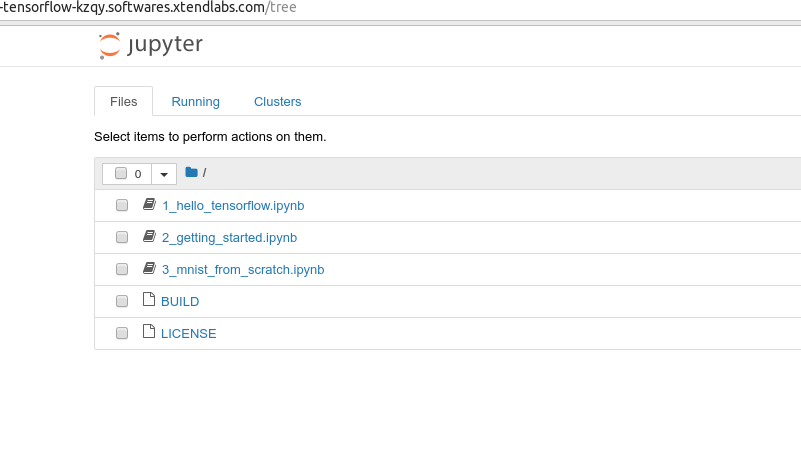 -tensorflow-kzqy.softwares.xtendlabs.com/tree
jupyter
Files Running Clusters
Select items to perform actions on them.
0 /
1_hello_tensorflow.ipynb
2_getting_started.ipynb
3_mnist_from_scratch.ipynb
BUILD
LICENSE